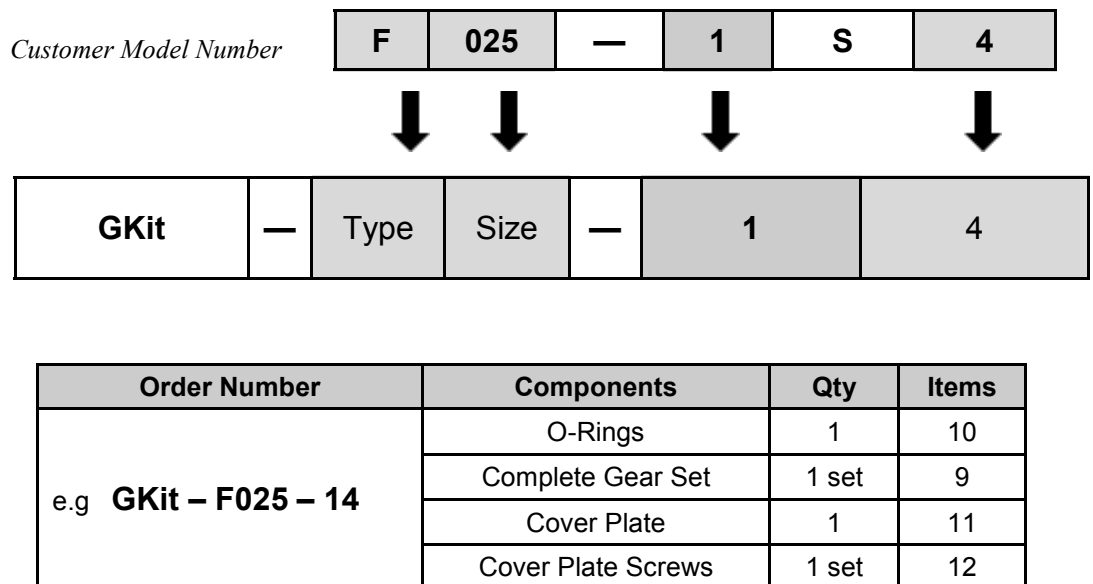 Customer Model Number F 025 — 1 S 4
GKit — Type Size — 1 4
Order Number Components Qty Items
O-Rings 1 10
Complete Gear Set 1 set 9
e.g GKit – F025 – 14
Cover Plate 1 11
Cover Plate Screws 1 set 12